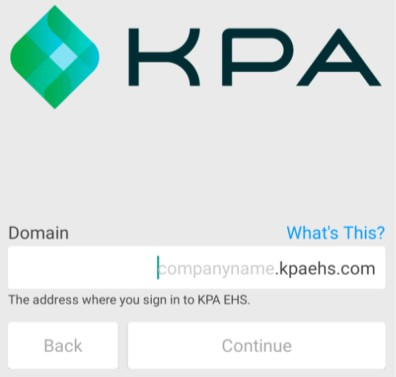 KPA
Domain What's This?
companyname.kpaehs.com
The address where you sign in to KPA EHS.
Back Continue